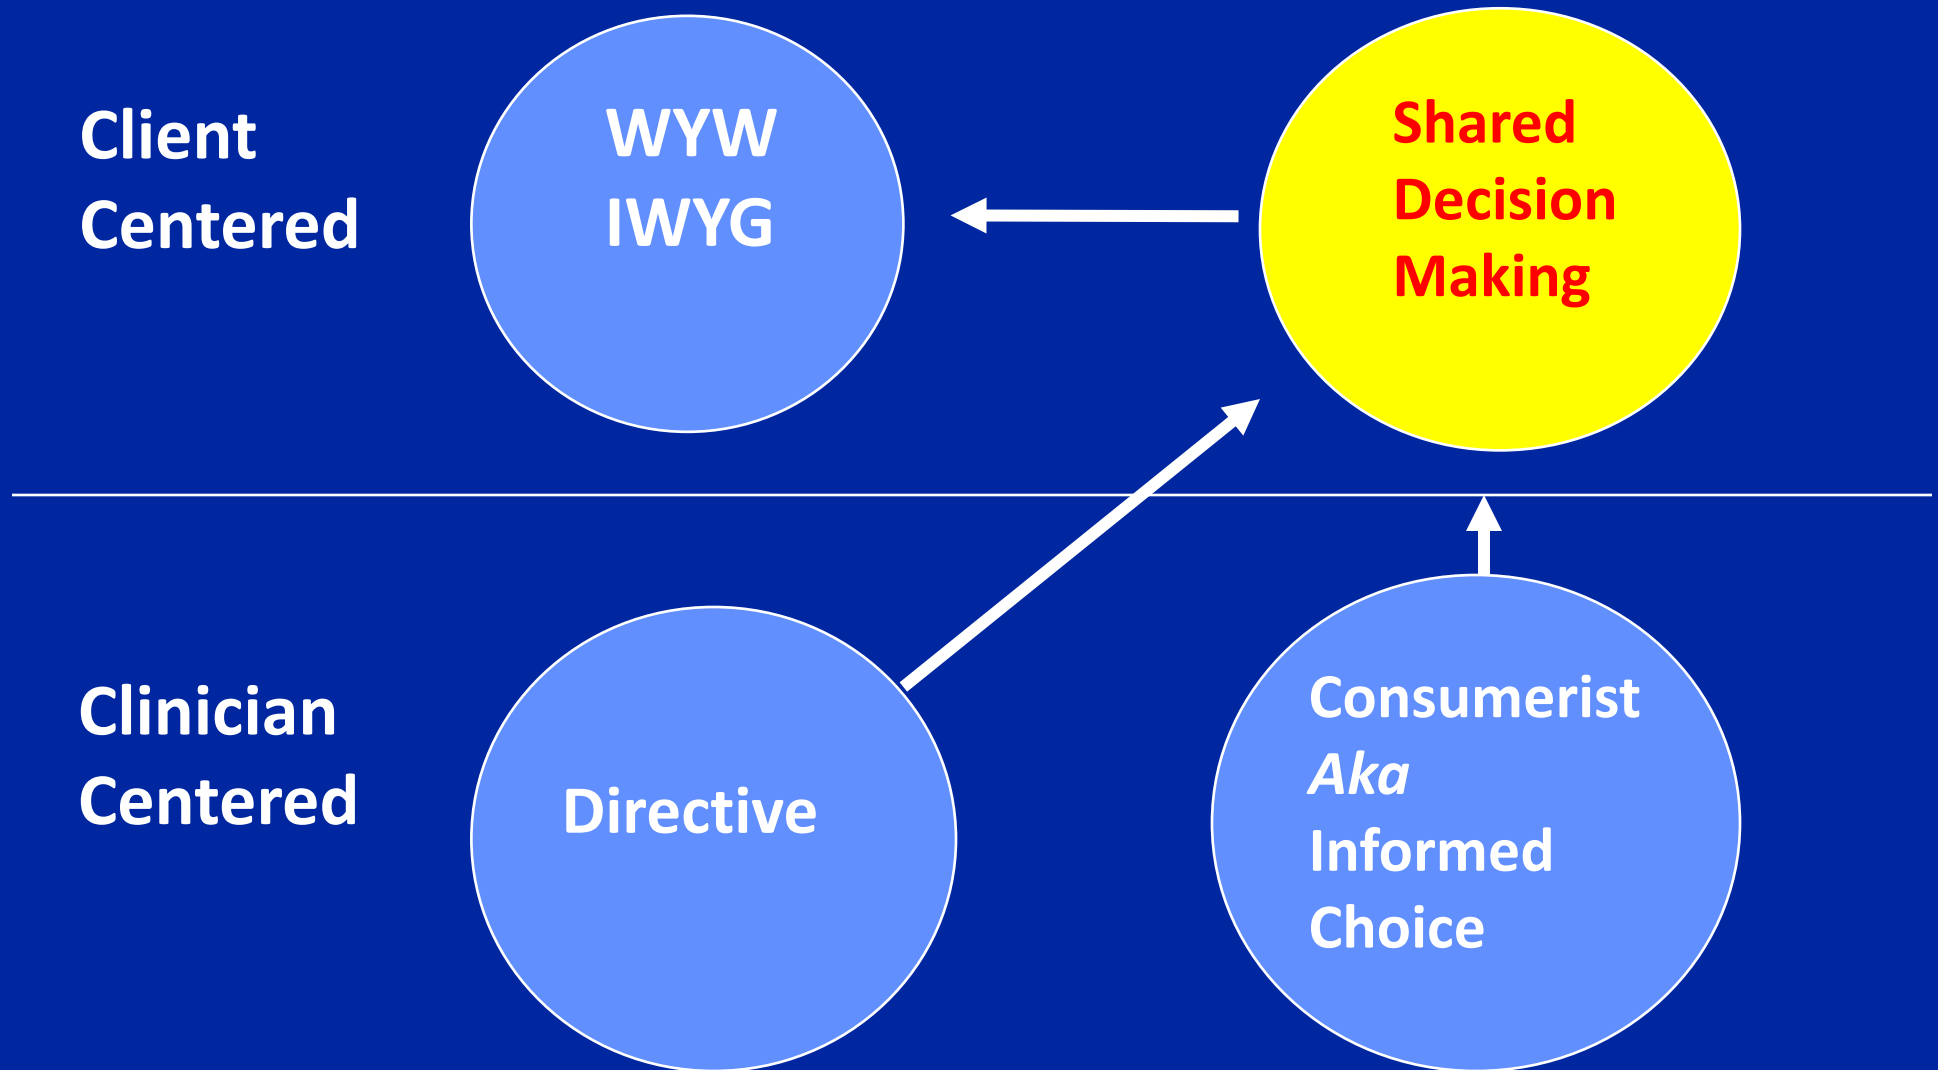 Client
Centered
WYW
IWYG
Shared
Decision
Making
Clinician
Centered
Directive
Consumerist
Aka
Informed
Choice